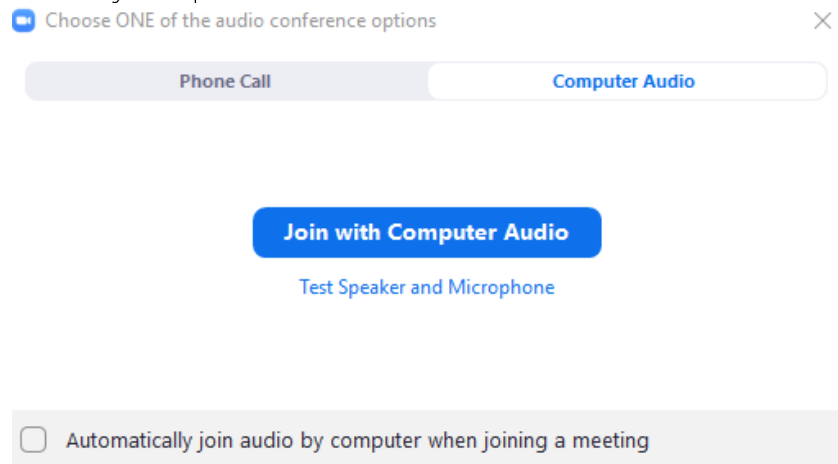 Choose ONE of the audio conference options
Phone Call
Computer Audio
Join with Computer Audio
Test Speaker and Microphone
Automatically join audio by computer when joining a meeting